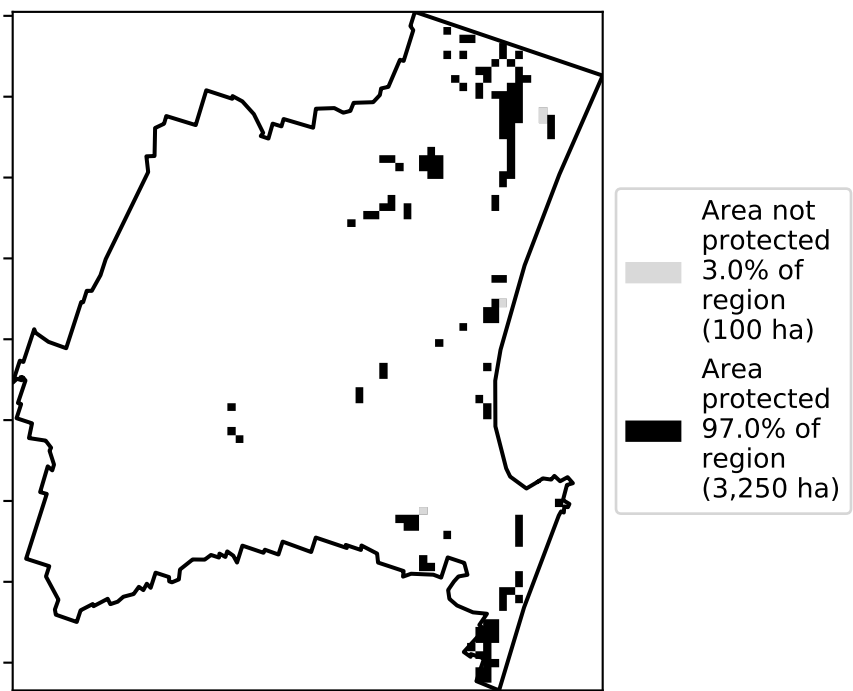 Area not
protected
3.0% of
region
(100 ha)
Area
protected
97.0% of
region
(3,250 ha)